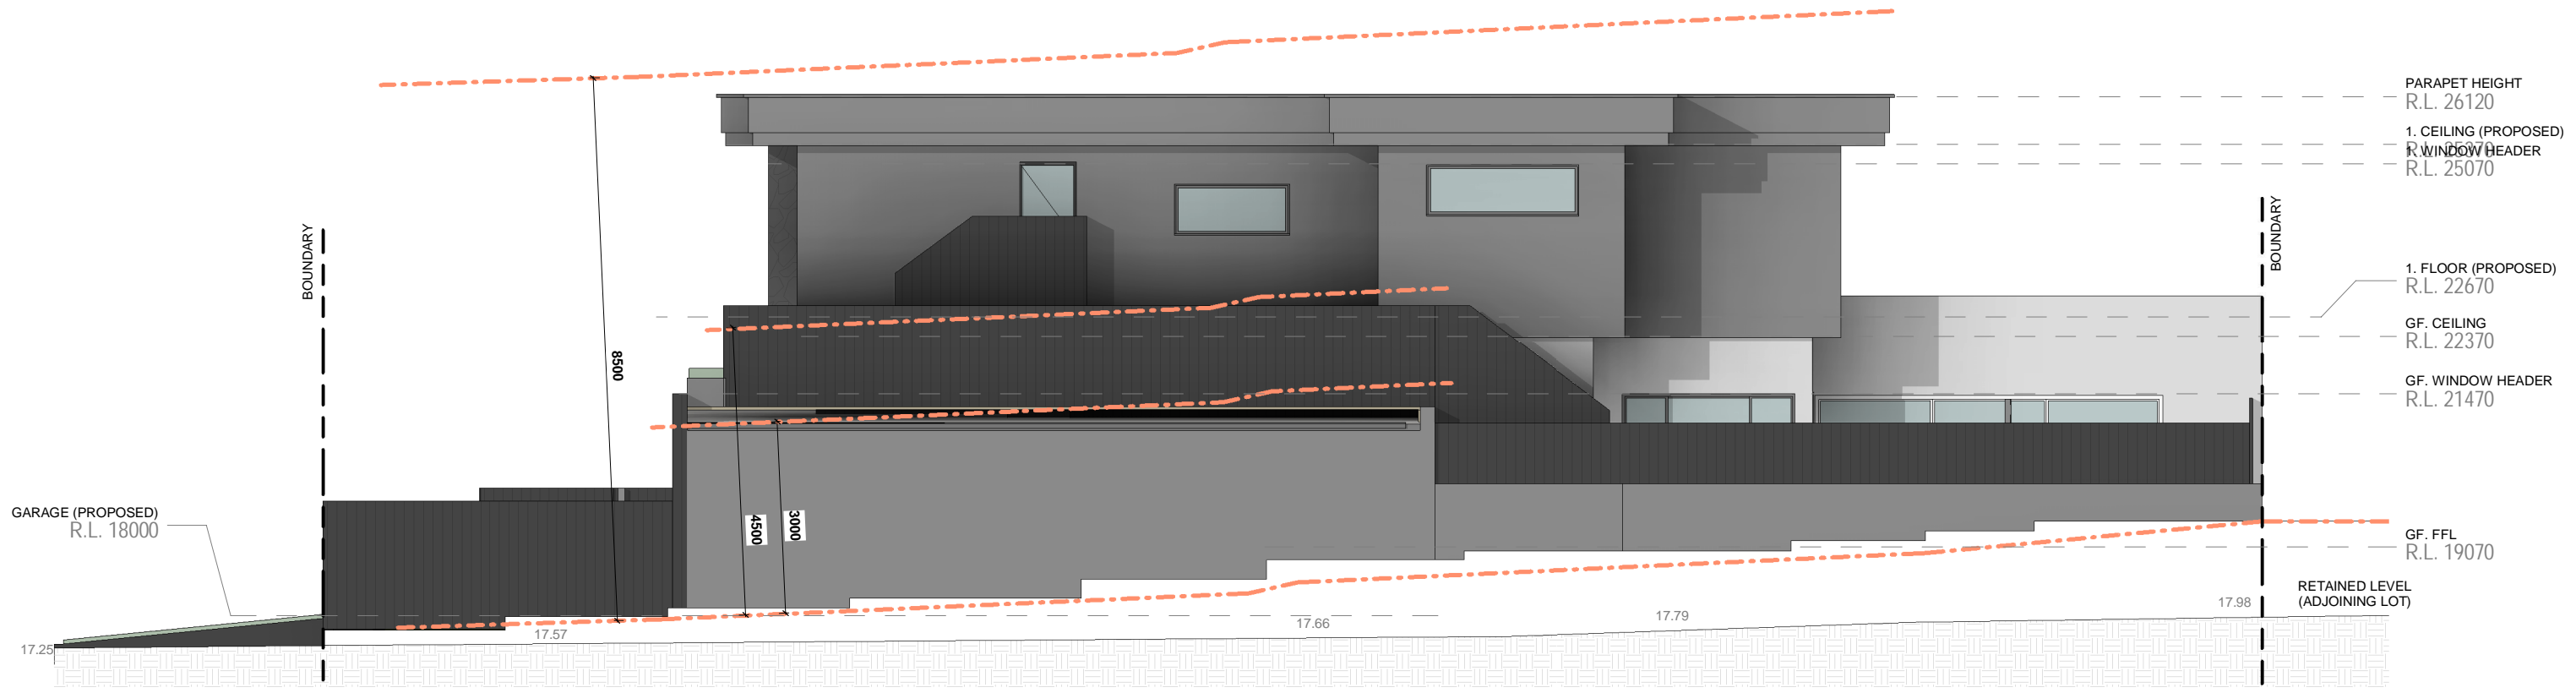 PARAPET HEIGHT
R.L. 26120
1. CEILING (PROPOSED)
1. WINDOW HEADER
R.L. 25070
BOUNDARY
BOUNDARY
1. FLOOR (PROPOSED)
R.L. 22670
GF. CEILING
R.L. 22370
8500
GF. WINDOW HEADER
R.L. 21470
GARAGE (PROPOSED)
R.L. 18000
4500
3000
GF. FFL
R.L. 19070
RETAINED LEVEL
(ADJOINING LOT)
17.25
17.57
17.66
17.79
17.98